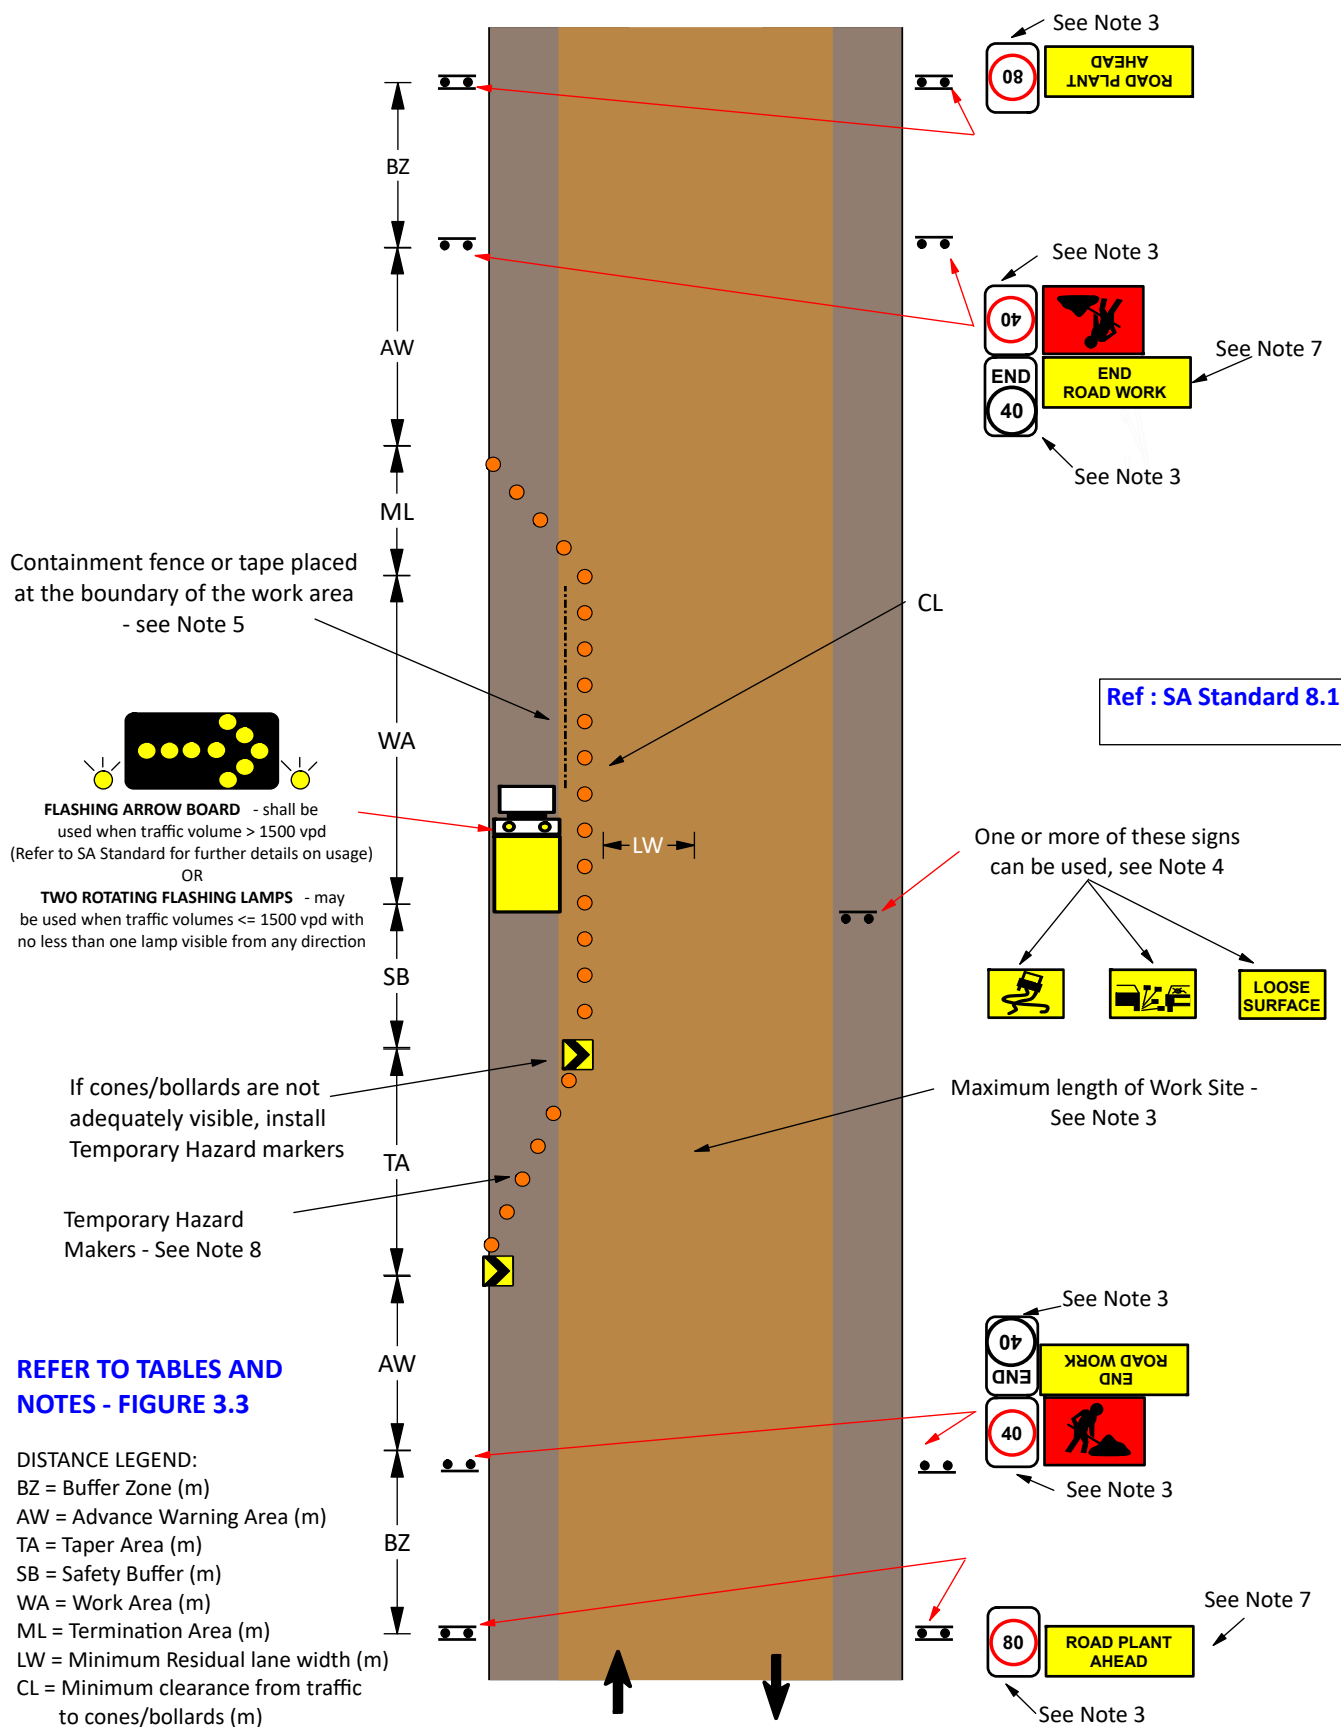 See Note 3
80
ROAD PLANT
AHEAD
BZ
See Note 3
40
END
40
END
ROAD WORK
See Note 7
See Note 3
AW
ML
Containment fence or tape placed
at the boundary of the work area
- see Note 5
CL
Ref : SA Standard 8.1
WA
FLASHING ARROW BOARD - shall be
used when traffic volume > 1500 vpd
(Refer to SA Standard for further details on usage)
OR
TWO ROTATING FLASHING LAMPS - may
be used when traffic volumes <= 1500 vpd with
no less than one lamp visible from any direction
LW
One or more of these signs
can be used, see Note 4
LOOSE
SURFACE
SB
If cones/bollards are not
adequately visible, install
Temporary Hazard markers
Maximum length of Work Site -
See Note 3
TA
Temporary Hazard
Makers - See Note 8
See Note 3
END
40
END
ROAD WORK
40
See Note 3
AW
REFER TO TABLES AND
NOTES - FIGURE 3.3
DISTANCE LEGEND:
BZ = Buffer Zone (m)
AW = Advance Warning Area (m)
TA = Taper Area (m)
SB = Safety Buffer (m)
WA = Work Area (m)
ML = Termination Area (m)
LW = Minimum Residual lane width (m)
CL = Minimum clearance from traffic
to cones/bollards (m)
BZ
See Note 7
80
ROAD PLANT
AHEAD
See Note 3